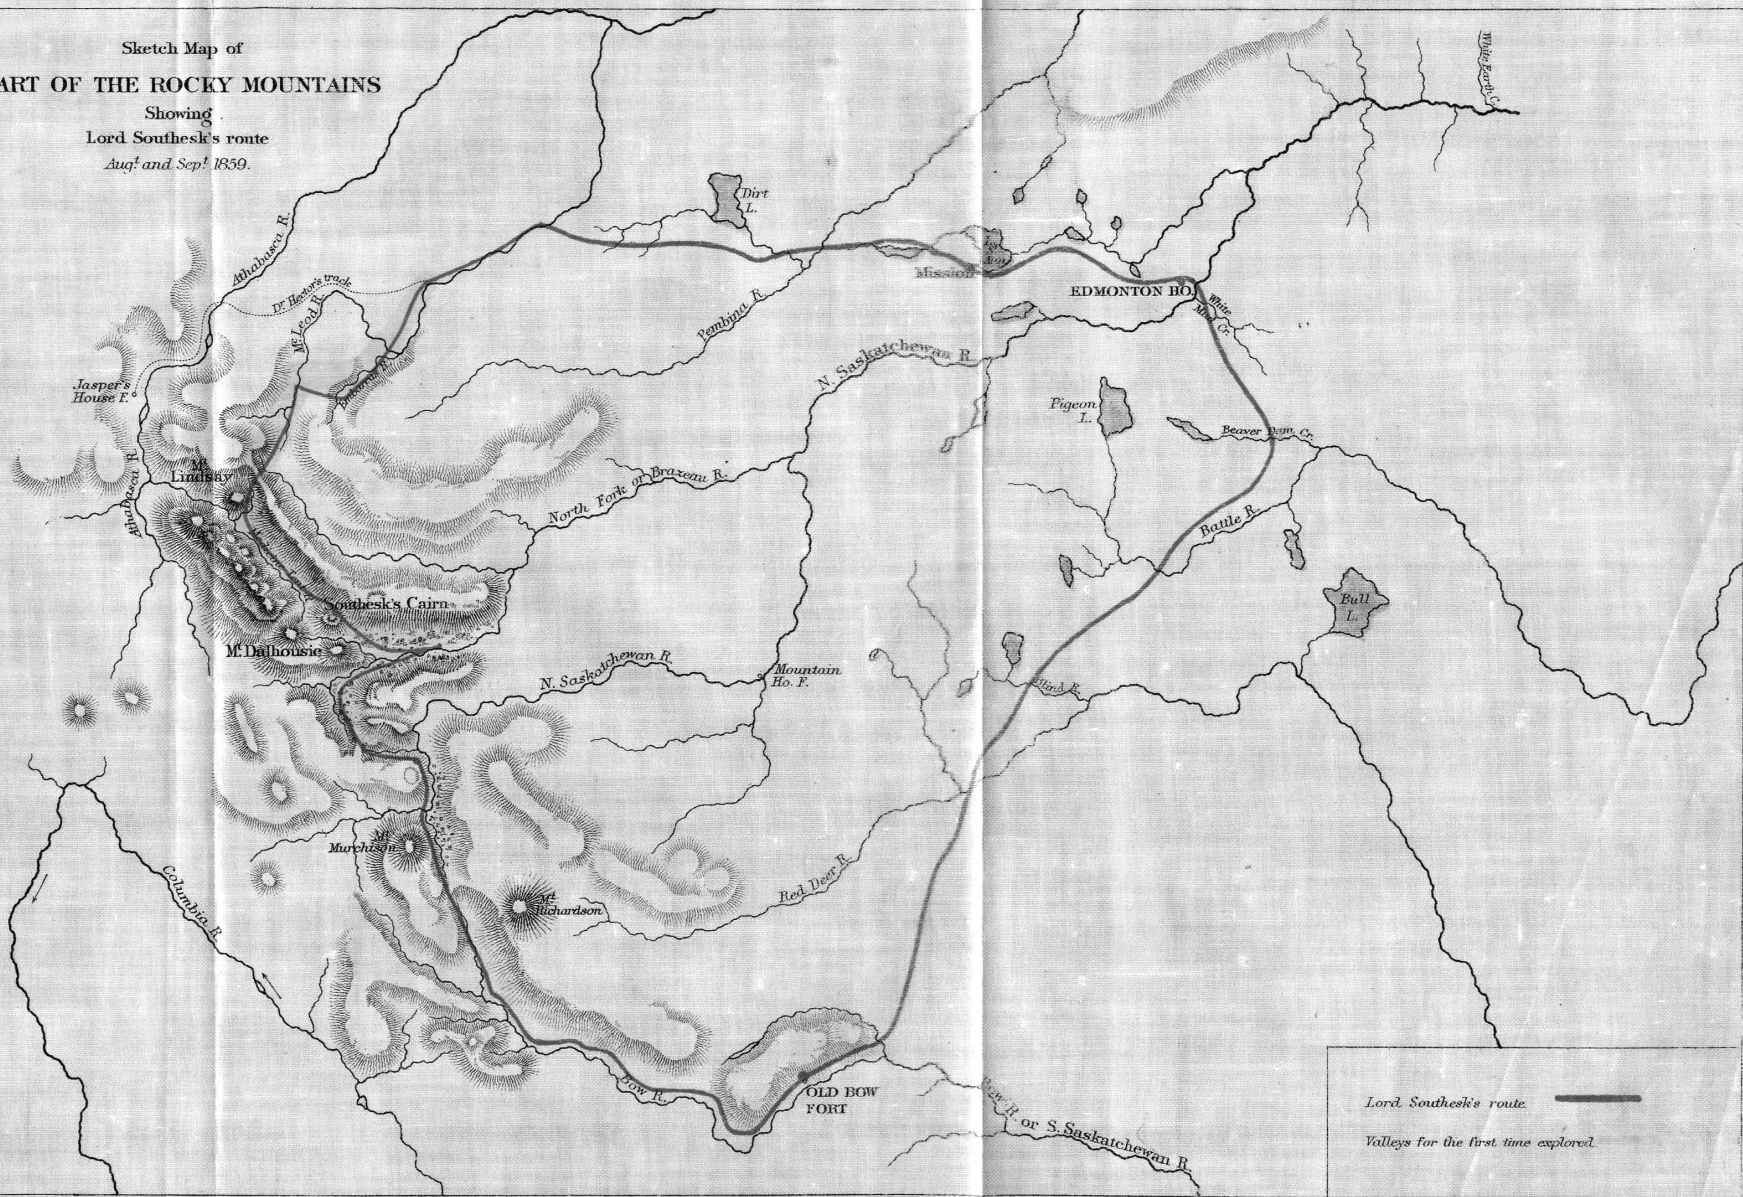 Sketch Map of
ART OF THE ROCKY MOUNTAINS
Showing
Lord Southesk's route
Augt. and Sept. 1859.
White Earth C.
Dirt
L.
Athabasca R.
Dr. Hector's track
McLeod R.
Mission
EDMONTON HO.
White
Mud Cr.
Pembina R.
N. Saskatchewan R.
Jasper's
House F.
Embarras R.
Pigeon
L.
Beaver Dam Cr.
Mt.
Lindsay
Athabasca R.
North Fork or Brazeau R.
Battle R.
Southesk's Cairn
Bull
L.
Mt. Dalhousie
N. Saskatchewan R.
Mountain
Ho. F.
Mt.
Murchison
Columbia R.
Red Deer R.
Mt.
Richardson
Bow R.
OLD BOW
FORT
Bow R. or S. Saskatchewan R.
Lord Southesk's route.
Valleys for the first time explored.